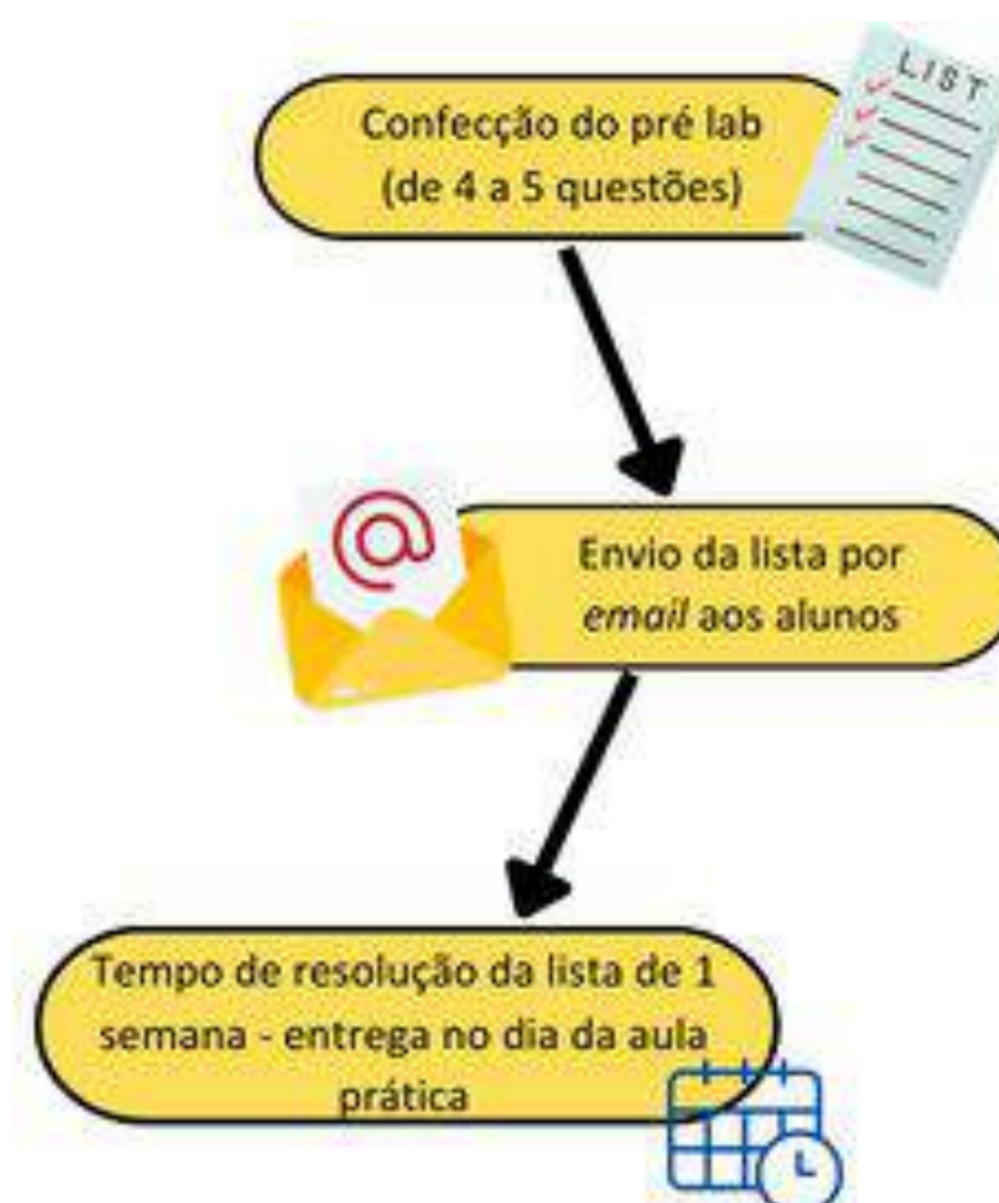 LIST
Confecção do pré lab
(de 4 a 5 questões)
@
Envio da lista por
email aos alunos
Tempo de resolução da lista de 1
semana - entrega no dia da aula
prática